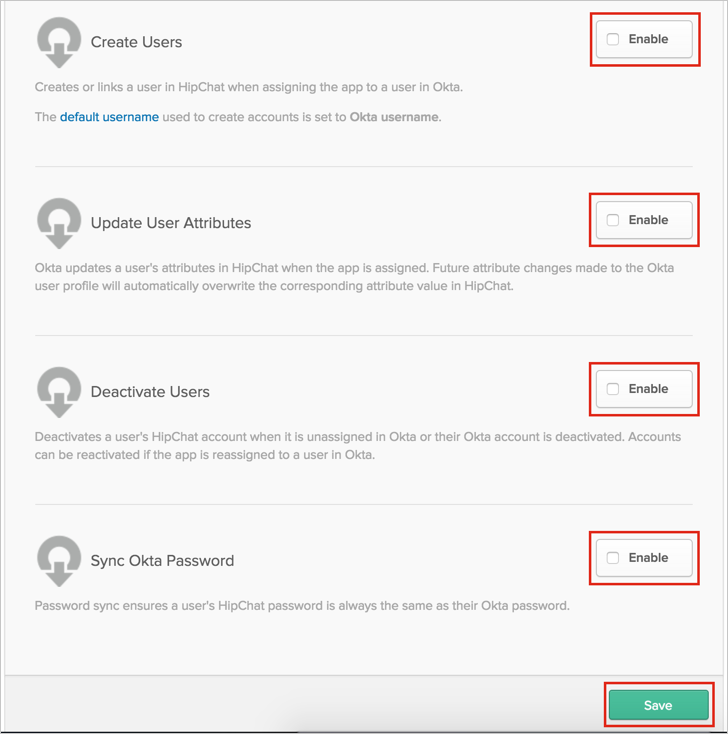 Create Users
Enable
Creates or links a user in HipChat when assigning the app to a user in Okta.
The default username used to create accounts is set to Okta username.
Update User Attributes
Enable
Okta updates a user's attributes in HipChat when the app is assigned. Future attribute changes made to the Okta
user profile will automatically overwrite the corresponding attribute value in HipChat.
Deactivate Users
Enable
Deactivates a user's HipChat account when it is unassigned in Okta or their Okta account is deactivated. Accounts
can be reactivated if the app is reassigned to a user in Okta.
Sync Okta Password
Enable
Password sync ensures a user's HipChat password is always the same as their Okta password.
Save